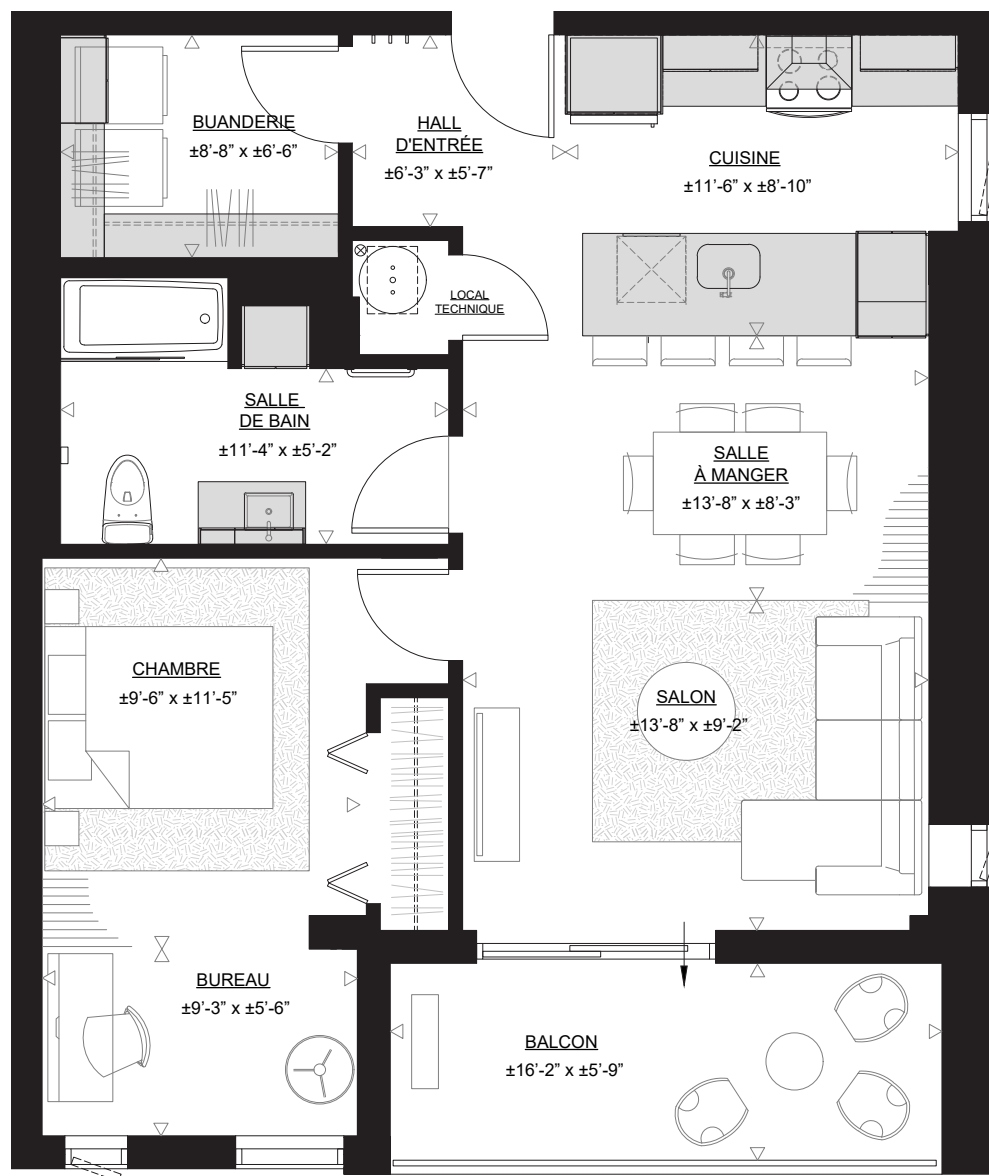 BUANDERIE
±8'-8” x ±6'-6”
HALL
D'ENTRÉE
±6'-3” x ±5'-7”
CUISINE
±11'-6” x ±8'-10”
LOCAL
TECHNIQUE
SALLE
DE BAIN
±11'-4” x ±5'-2”
SALLE
À MANGER
±13'-8” x ±8'-3”
CHAMBRE
±9'-6” x ±11'-5”
SALON
±13'-8” x ±9'-2”
BUREAU
±9'-3” x ±5'-6”
BALCON
±16'-2” x ±5'-9”